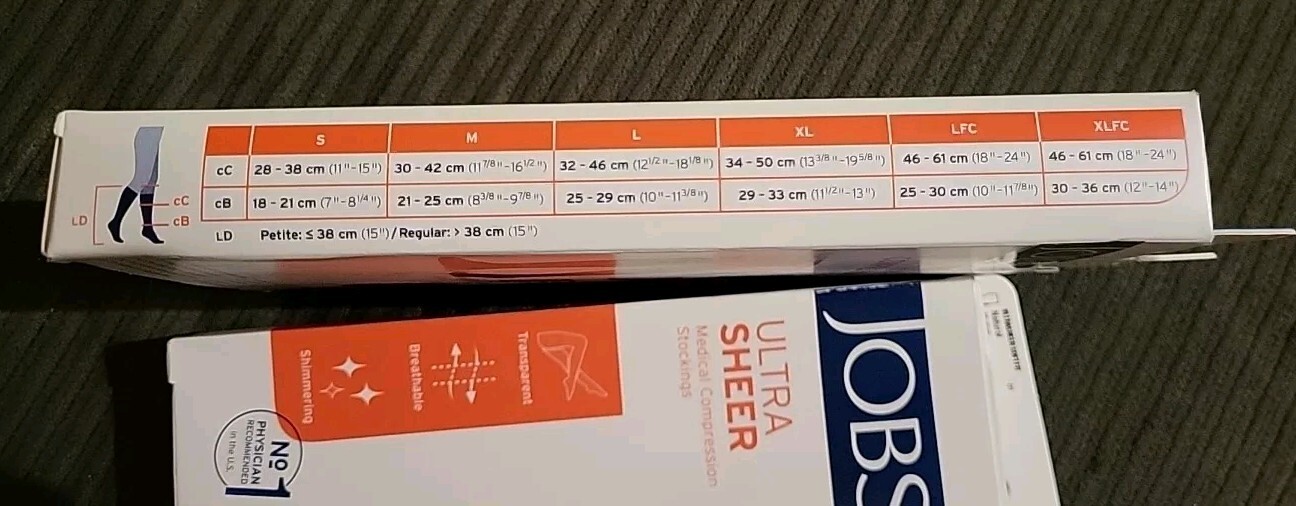 S M L XL LFC XLFC
cC 28 - 38 cm (11"-15") 30 - 42 cm (11 7/8"-16 1/2") 32 - 46 cm (12 1/2"-18 1/8") 34 - 50 cm (13 3/8"-19 5/8") 46 - 61 cm (18"-24") 46 - 61 cm (18"-24")
cB 18 - 21 cm (7"-8 1/4") 21 - 25 cm (8 3/8"-9 7/8") 25 - 29 cm (10"-11 3/8") 29 - 33 cm (11 1/2"-13") 25 - 30 cm (10"-11 7/8") 30 - 36 cm (12"-14")
LD Petite: ≤ 38 cm (15") / Regular: > 38 cm (15")
cC
cB
LD
JOBS
ULTRA
SHEER
Medical Compression
Stockings
Transparent
Breathable
Shimmering
No 1
PHYSICIAN
RECOMMENDED
in the U.S.
Natural